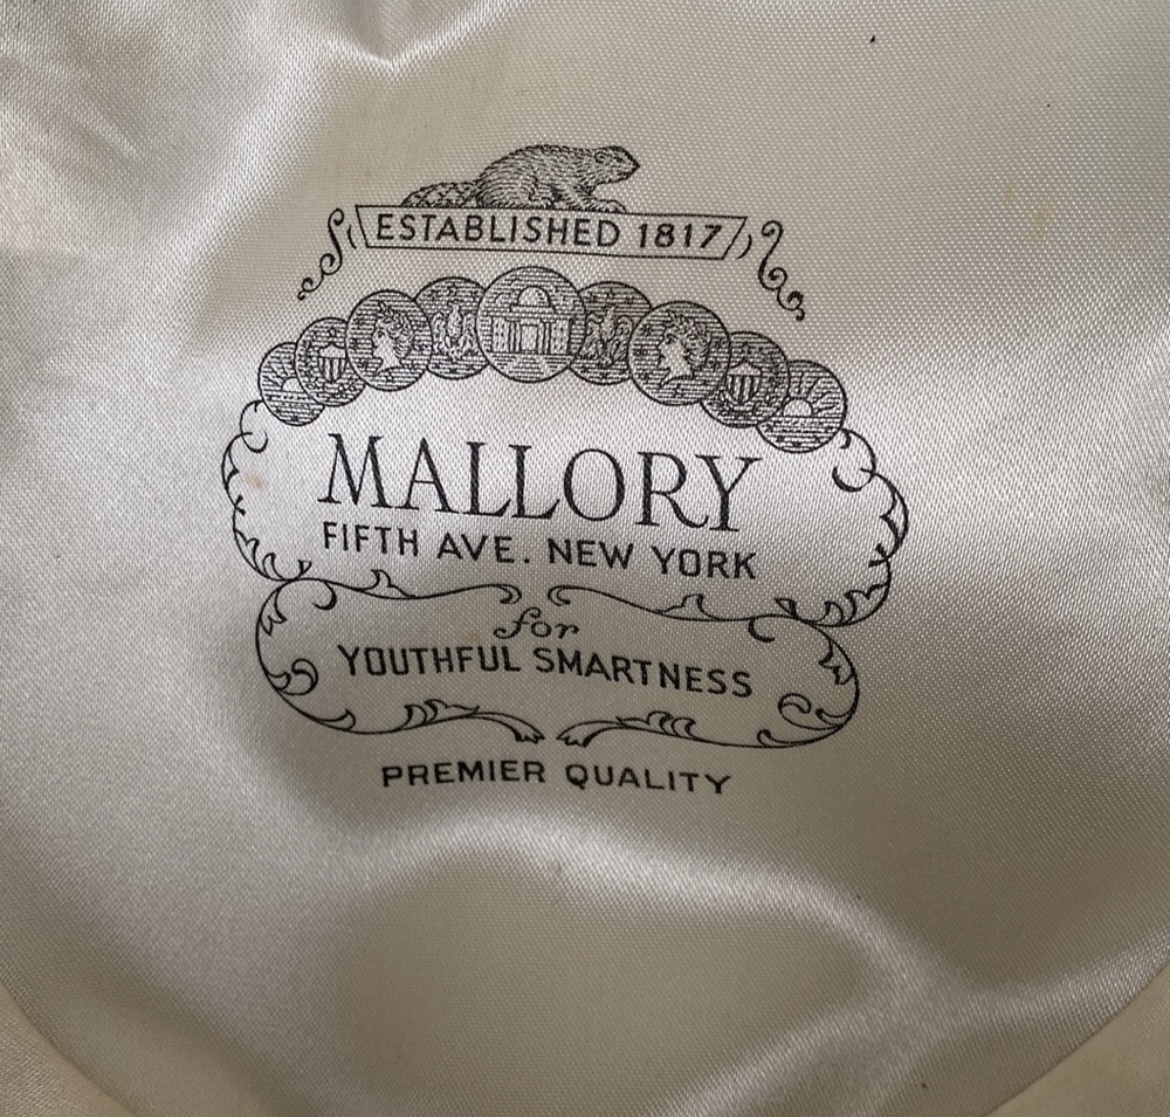 ESTABLISHED 1817
MALLORY
FIFTH AVE. NEW YORK
for
YOUTHFUL SMARTNESS
PREMIER QUALITY